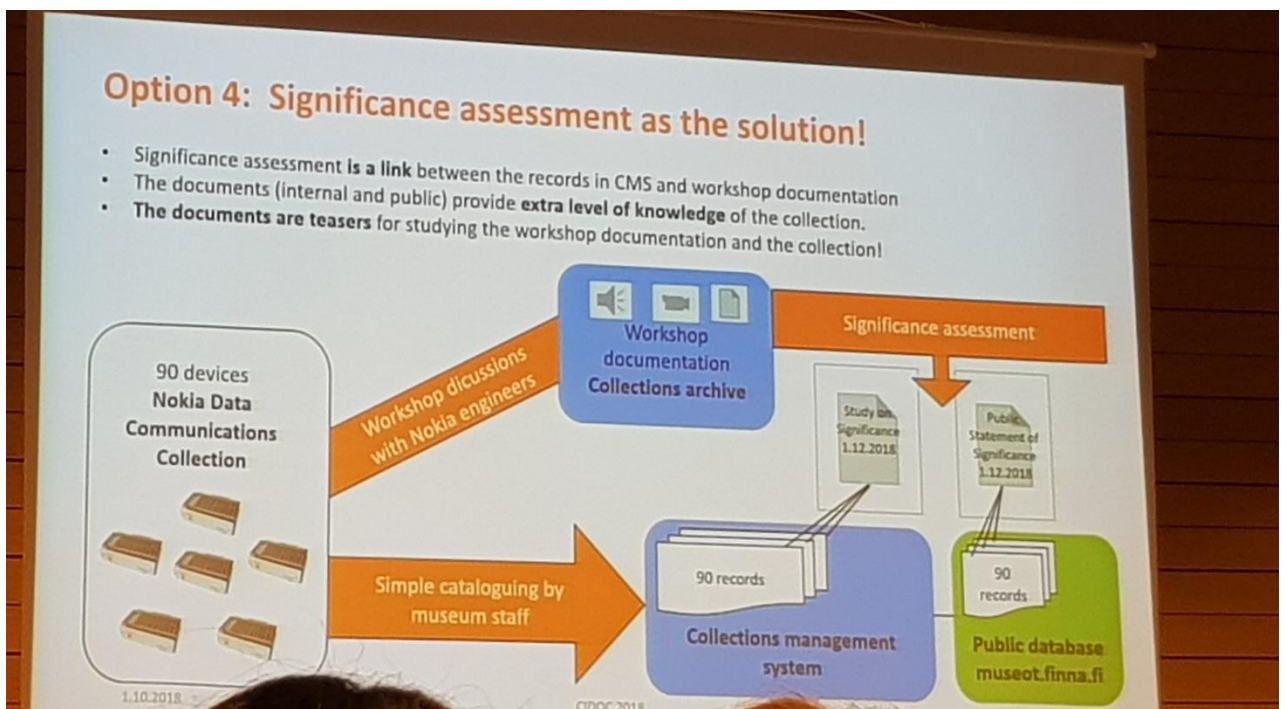 Option 4: Significance assessment as the solution!
• Significance assessment is a link between the records in CMS and workshop documentation
• The documents (internal and public) provide extra level of knowledge of the collection.
• The documents are teasers for studying the workshop documentation and the collection!
90 devices
Nokia Data
Communications
Collection
Workshop dicussions
with Nokia engineers
Workshop
documentation
Collections archive
Significance assessment
Study on
Significance
1.12.2018
Public
Statement of
Significance
1.12.2018
Simple cataloguing by
museum staff
90 records
Collections management
system
90
records
Public database
museot.finna.fi
1.10.2018
CIDOC 2018